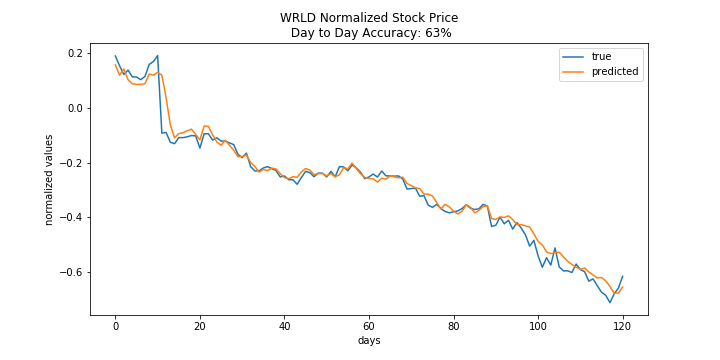 WRLD Normalized Stock Price
Day to Day Accuracy: 63%
true
predicted
normalized values
0.2
0.0
−0.2
−0.4
−0.6
0
20
40
60
80
100
120
days